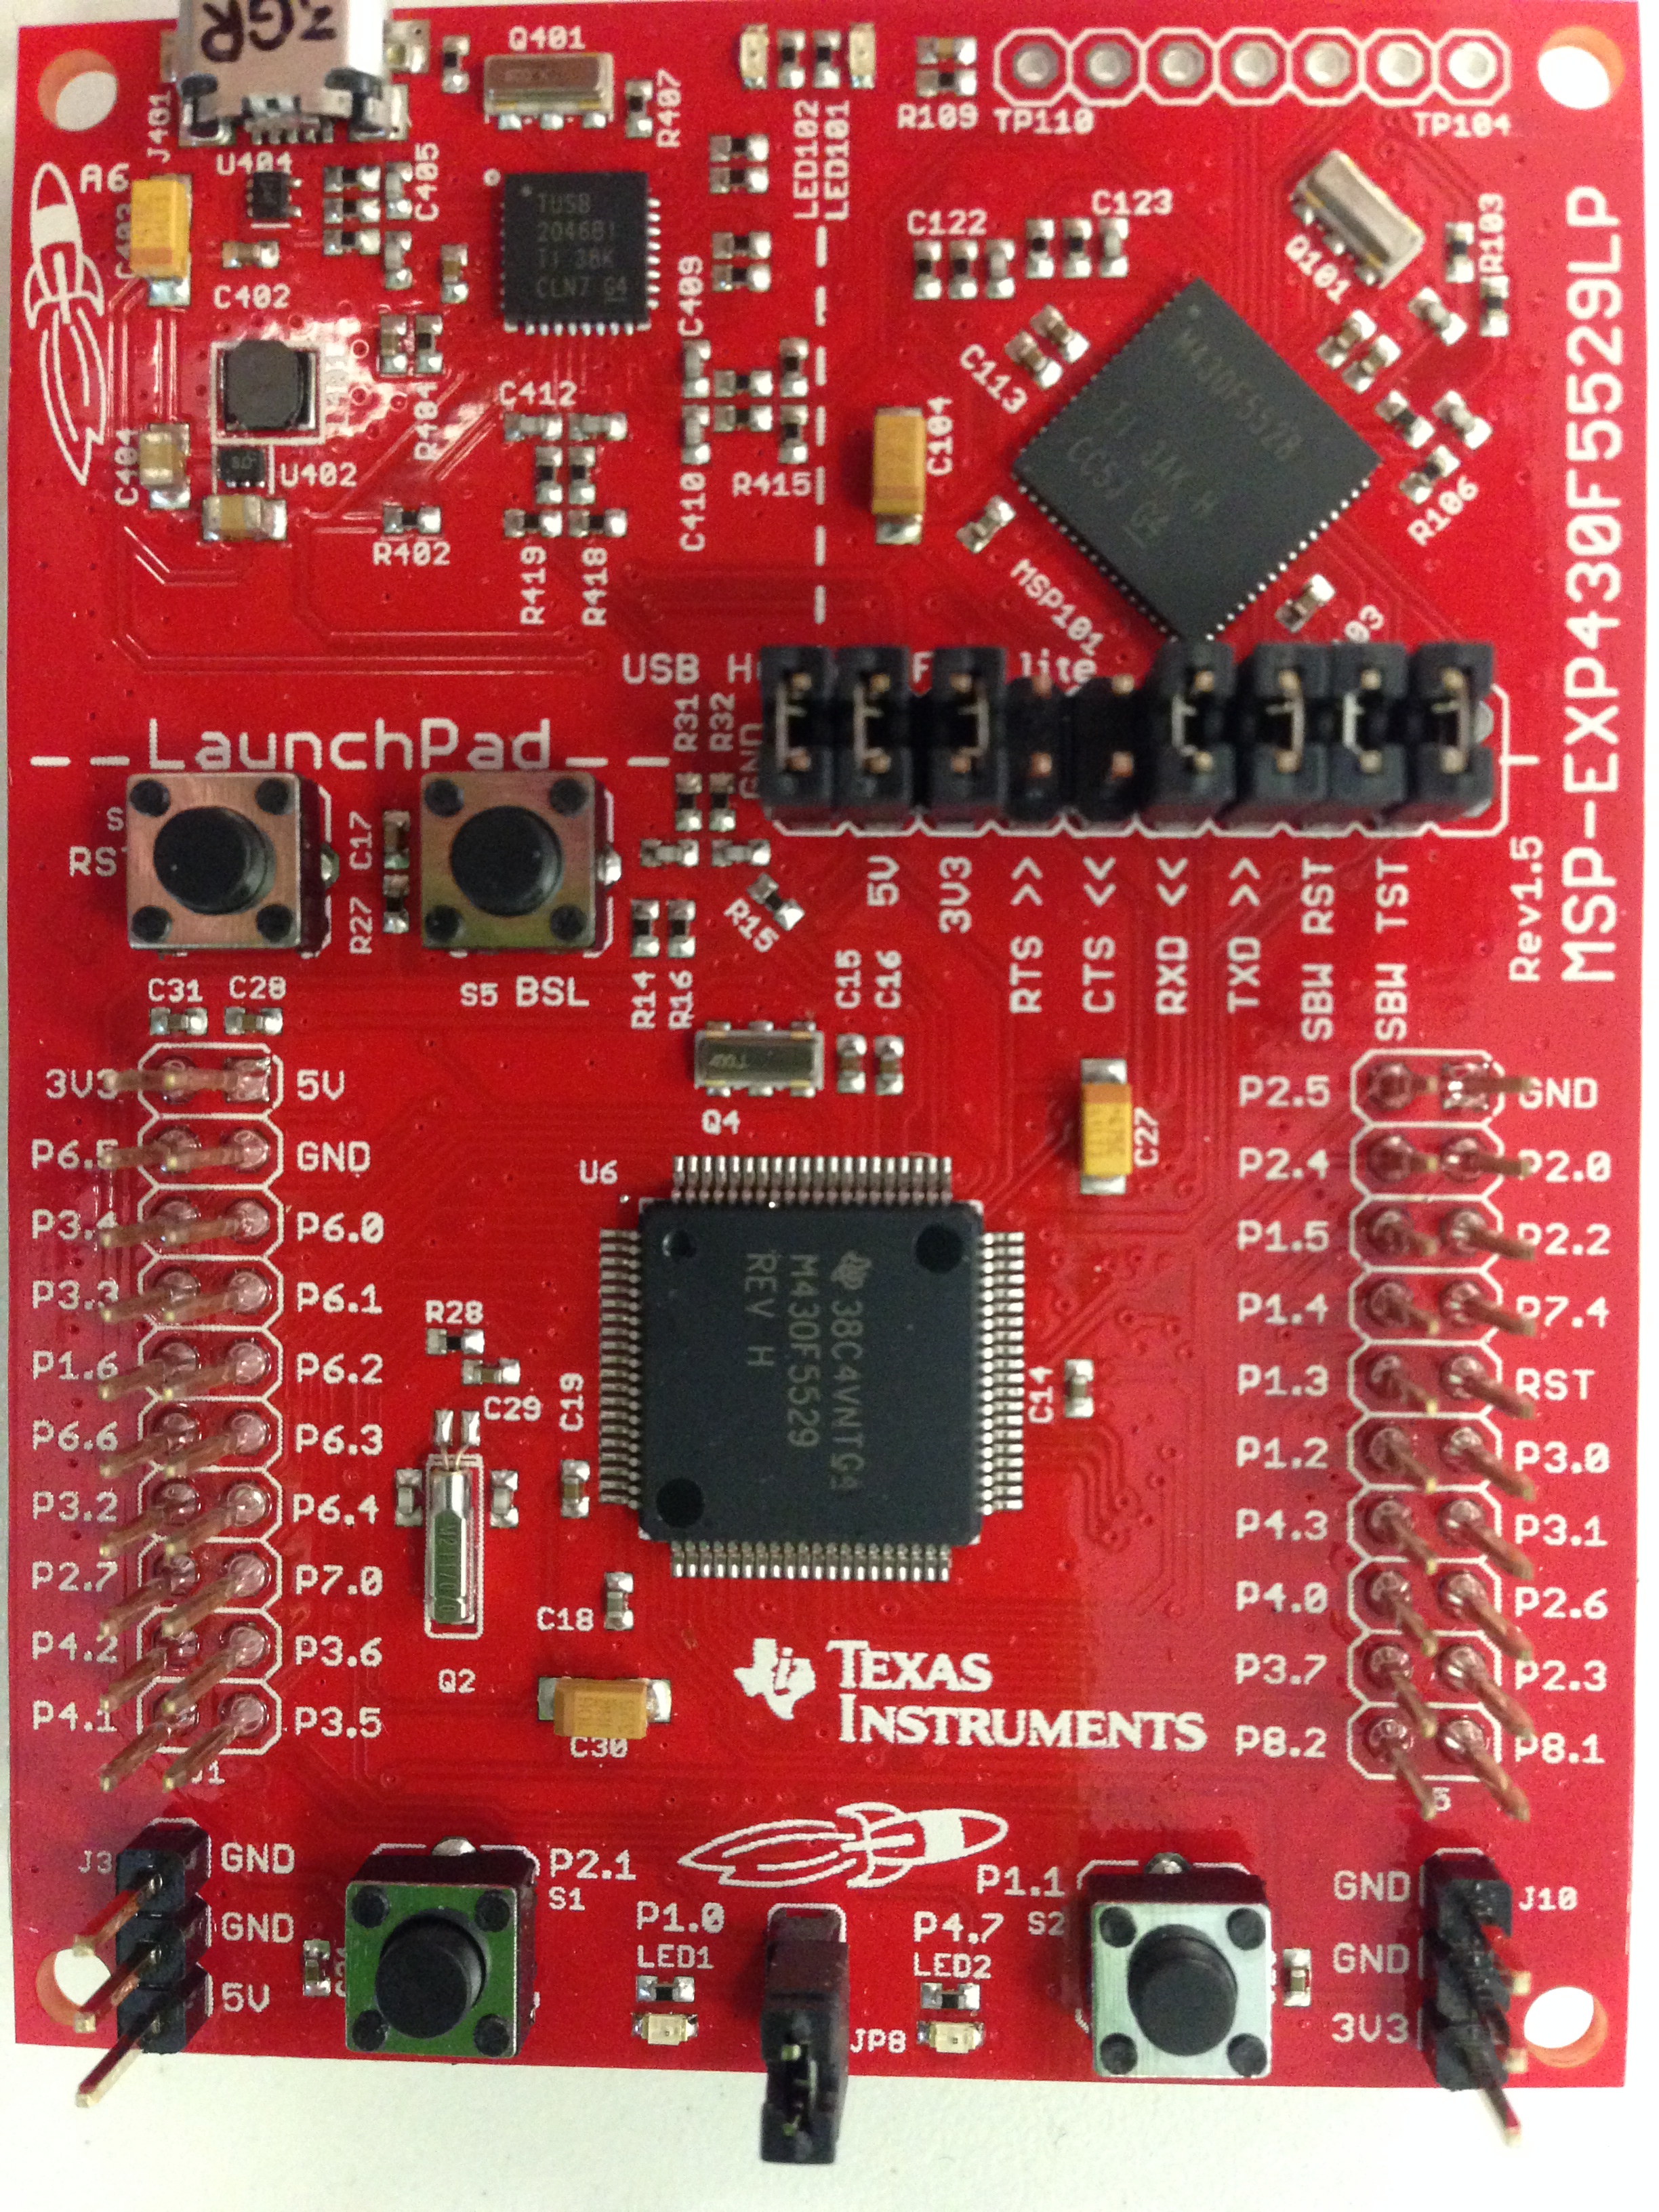 Q401
R407
J401
U404
A6
C405
LED102
LED101
R109
TP110
TP104
TUSB
2046BI
TI 38K
CLN7 G4
C122
C123
Q101
R103
C402
C409
C113
M430F5528
TI 3AK H
G4
C412
R404
C104
C404
U402
C410
R415
R106
R402
R419
R418
MSP101
MSP-EXP430F5529LP
Rev1.5
USB
R31
R32
GND
LaunchPad
C17
R27
S5 BSL
R15
R14
R16
C15
C16
5V
3V3
RTS >>
CTS <<
RXD <<
TXD >>
SBW RST
SBW TST
C31
C28
3V3
5V
Q4
C27
P2.5
GND
P6.5
GND
U6
P2.4
P2.0
P3.4
P6.0
P1.5
P2.2
P3.3
P6.1
P1.4
P7.4
38C4VNTG4
M430F5529
REV H
R28
P1.6
P6.2
C29
C19
C14
P1.3
RST
P6.6
P6.3
P1.2
P3.0
P3.2
P6.4
P4.3
P3.1
P2.7
P7.0
C18
P4.0
P2.6
P4.2
P3.6
Q2
P3.7
P2.3
TEXAS
INSTRUMENTS
P4.1
P3.5
C30
P8.2
P8.1
J3
GND
GND
5V
P2.1
S1
P1.0
LED1
P4.7
LED2
P1.1
S2
JP8
GND
GND
3V3
J10